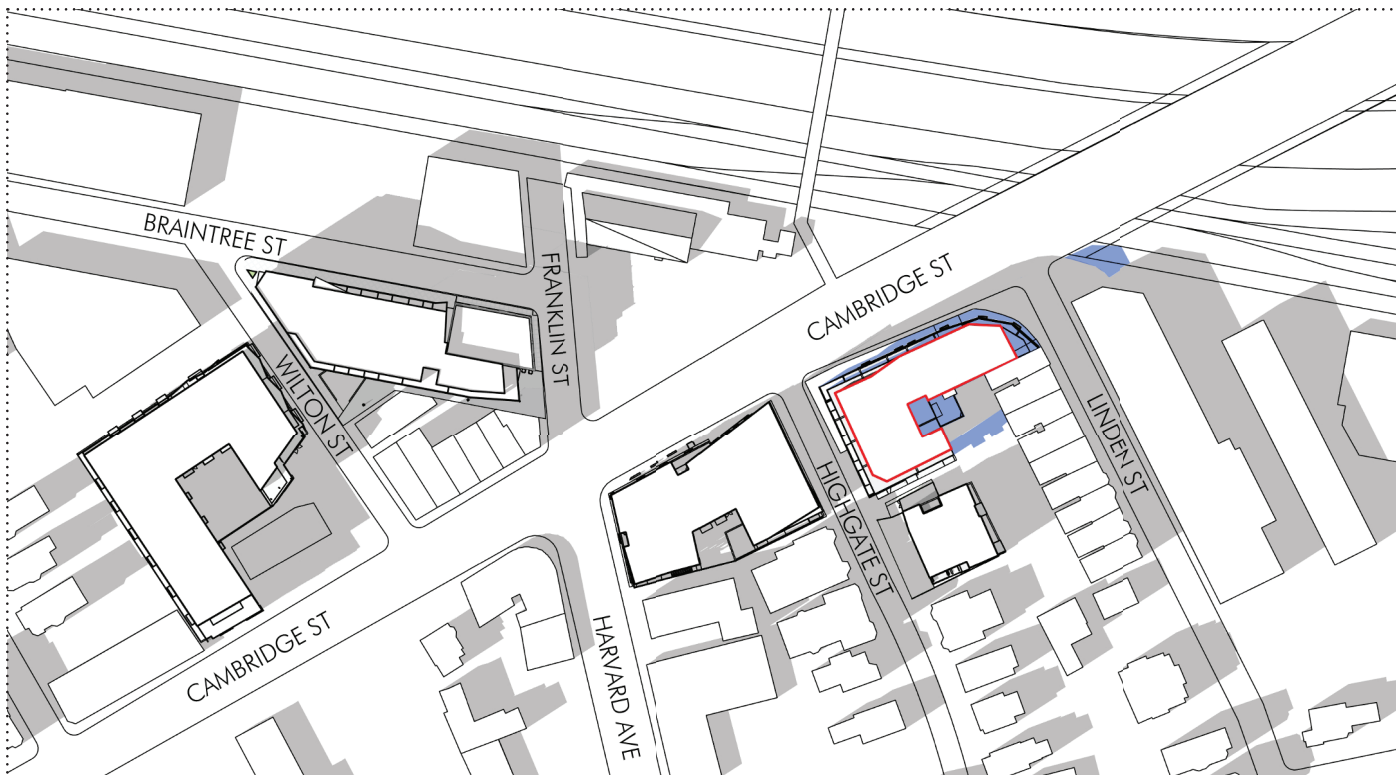 BRAINTREE ST
FRANKLIN ST
CAMBRIDGE ST
WILTON ST
LINDEN ST
HIGHGATE ST
CAMBRIDGE ST
HARVARD AVE